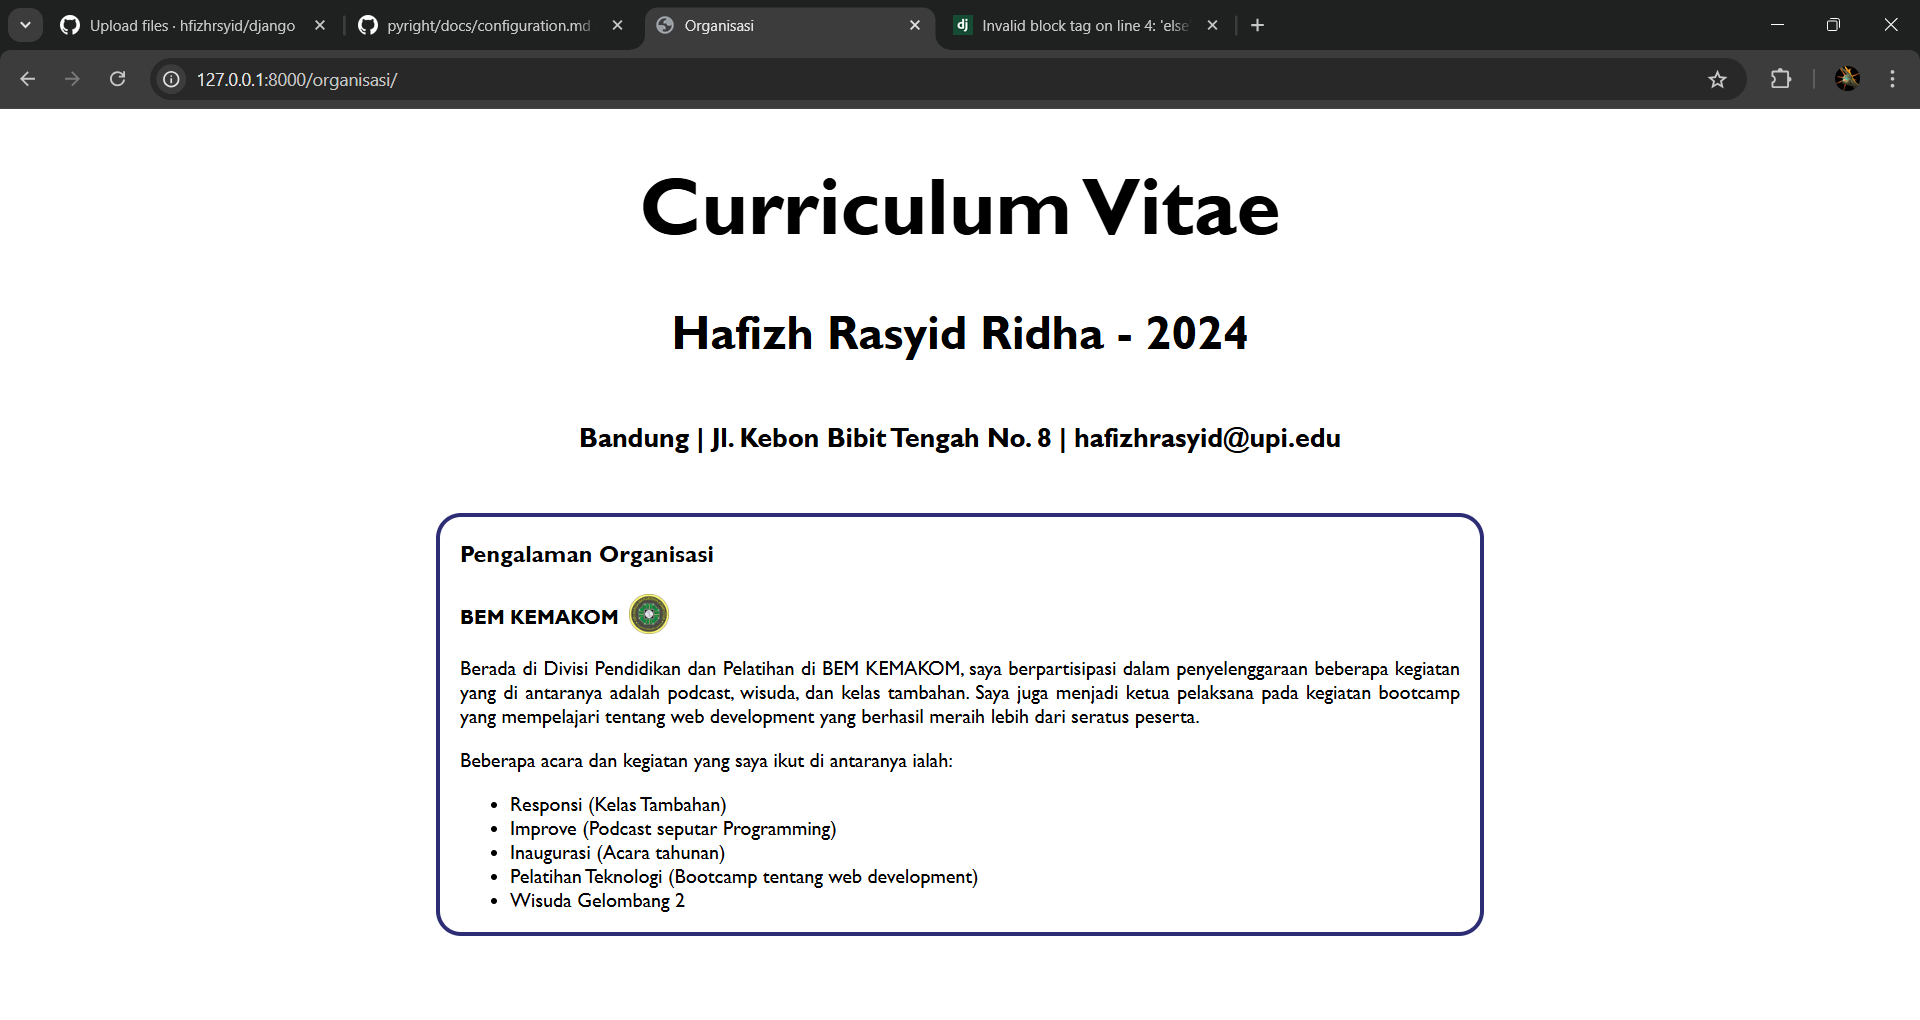 Upload files · hfizhrsyid/django
pyright/docs/configuration.md
Organisasi
dj
Invalid block tag on line 4: 'else
127.0.0.1:8000/organisasi/
Curriculum Vitae
Hafizh Rasyid Ridha - 2024
Bandung | Jl. Kebon Bibit Tengah No. 8 | hafizhrasyid@upi.edu
Pengalaman Organisasi
BEM KEMAKOM
Berada di Divisi Pendidikan dan Pelatihan di BEM KEMAKOM, saya berpartisipasi dalam penyelenggaraan beberapa kegiatan
yang di antaranya adalah podcast, wisuda, dan kelas tambahan. Saya juga menjadi ketua pelaksana pada kegiatan bootcamp
yang mempelajari tentang web development yang berhasil meraih lebih dari seratus peserta.
Beberapa acara dan kegiatan yang saya ikut di antaranya ialah:
• Responsi (Kelas Tambahan)
• Improve (Podcast seputar Programming)
• Inaugurasi (Acara tahunan)
• Pelatihan Teknologi (Bootcamp tentang web development)
• Wisuda Gelombang 2